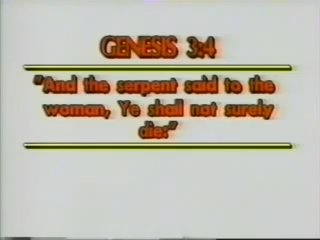 GENESIS 3:4
"And the serpent said to the
woman, Ye shall not surely
die:"